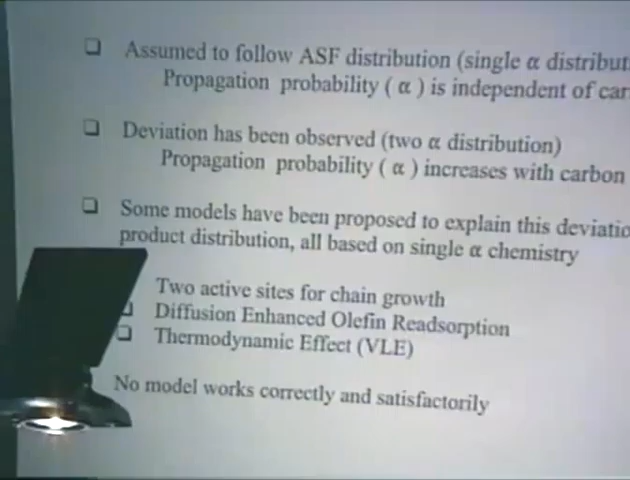 ❑ Assumed to follow ASF distribution (single α
Propagation probability ( α ) is independent of
❑ Deviation has been observed (two α distribution)
Propagation probability ( α ) increases with carbon
❑ Some models have been proposed to explain this
product distribution, all based on single α chemistry
Two active sites for chain growth
❑ Diffusion Enhanced Olefin Readsorption
❑ Thermodynamic Effect (VLE)
No model works correctly and satisfactorily